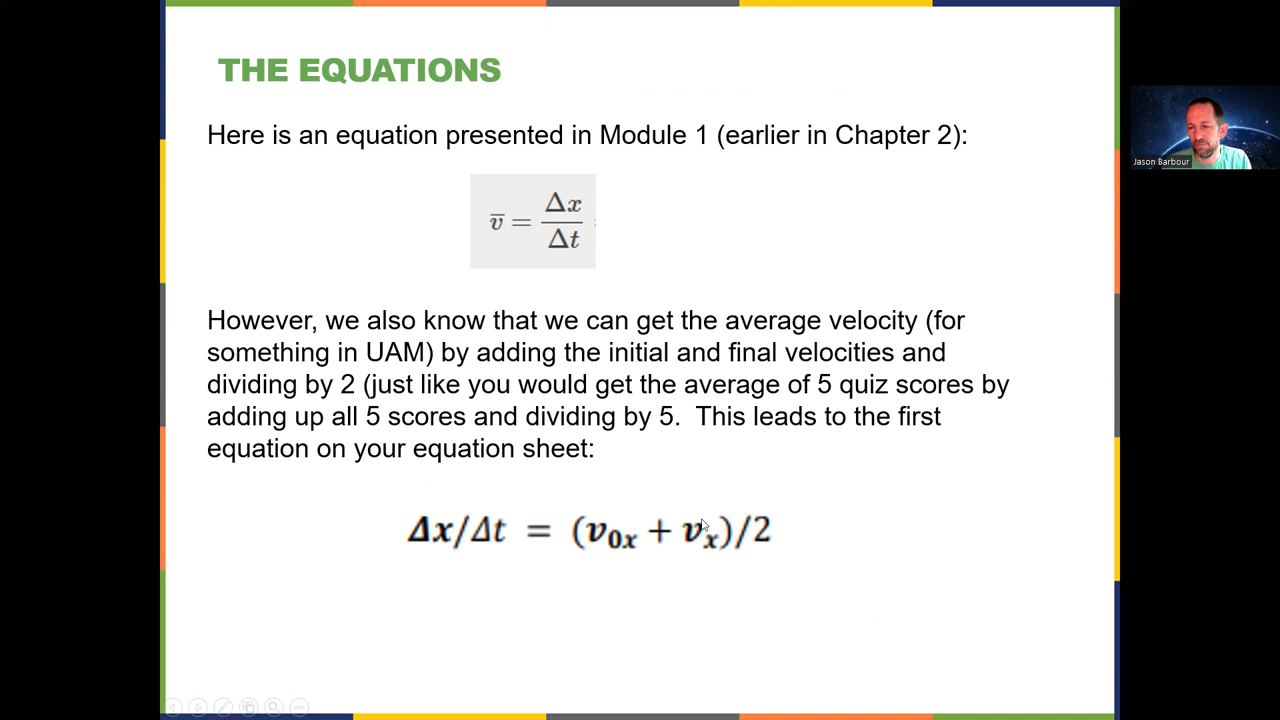 THE EQUATIONS
Here is an equation presented in Module 1 (earlier in Chapter 2):
v̅ = Δx/Δt
However, we also know that we can get the average velocity (for
something in UAM) by adding the initial and final velocities and
dividing by 2 (just like you would get the average of 5 quiz scores by
adding up all 5 scores and dividing by 5.  This leads to the first
equation on your equation sheet:
Δx/Δt = (v₀ₓ + vₓ)/2
Jason Barbour